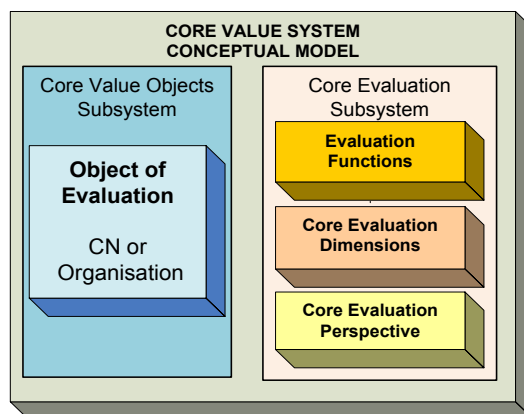 CORE VALUE SYSTEM
CONCEPTUAL MODEL
Core Value Objects
Subsystem
Object of
Evaluation
CN or
Organisation
Core Evaluation
Subsystem
Evaluation
Functions
Core Evaluation
Dimensions
Core Evaluation
Perspective